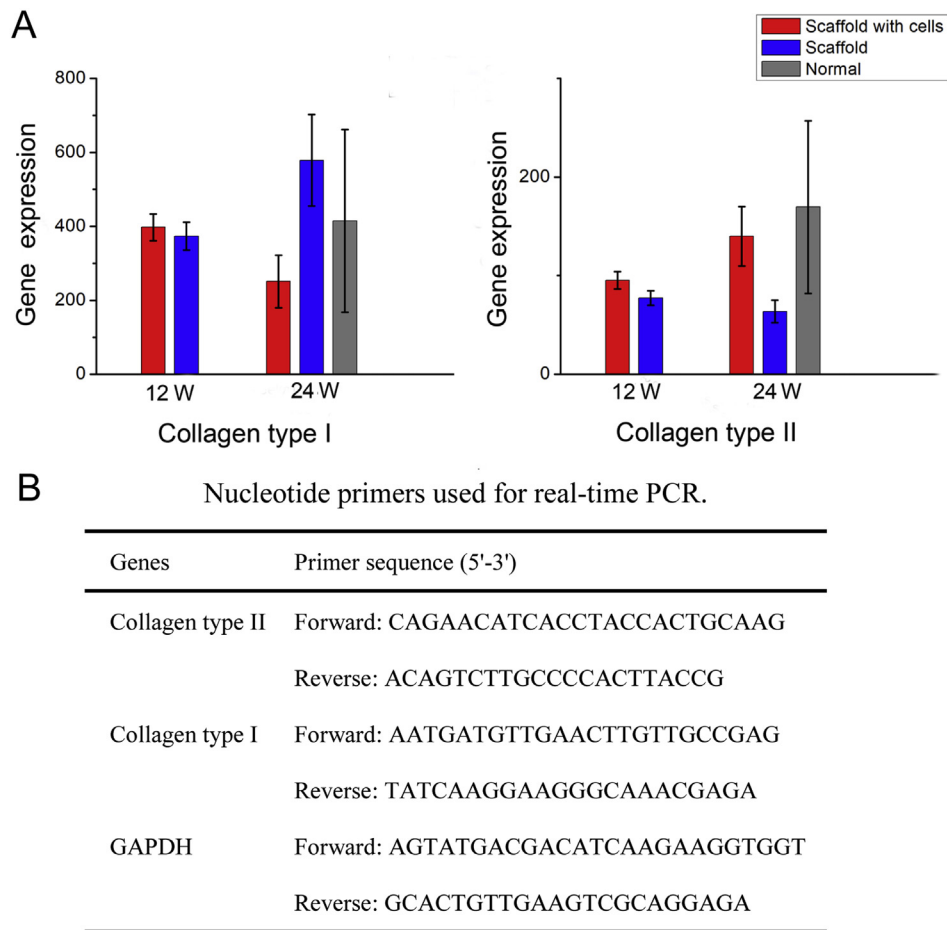 A
Scaffold with cells
Scaffold
Normal
800
600
400
200
0
Gene expression
12 W
24 W
Collagen type I
200
0
Gene expression
12 W
24 W
Collagen type II
B
Nucleotide primers used for real-time PCR.
Genes Primer sequence (5'-3')
Collagen type II Forward: CAGAACATCACCTACCACTGCAAG
Reverse: ACAGTCTTGCCCCACTTACCG
Collagen type I Forward: AATGATGTTGAACTTGTTGCCGAG
Reverse: TATCAAGGAAGGGCAAACGAGA
GAPDH Forward: AGTATGACGACATCAAGAAGGTGGT
Reverse: GCACTGTTGAAGTCGCAGGAGA